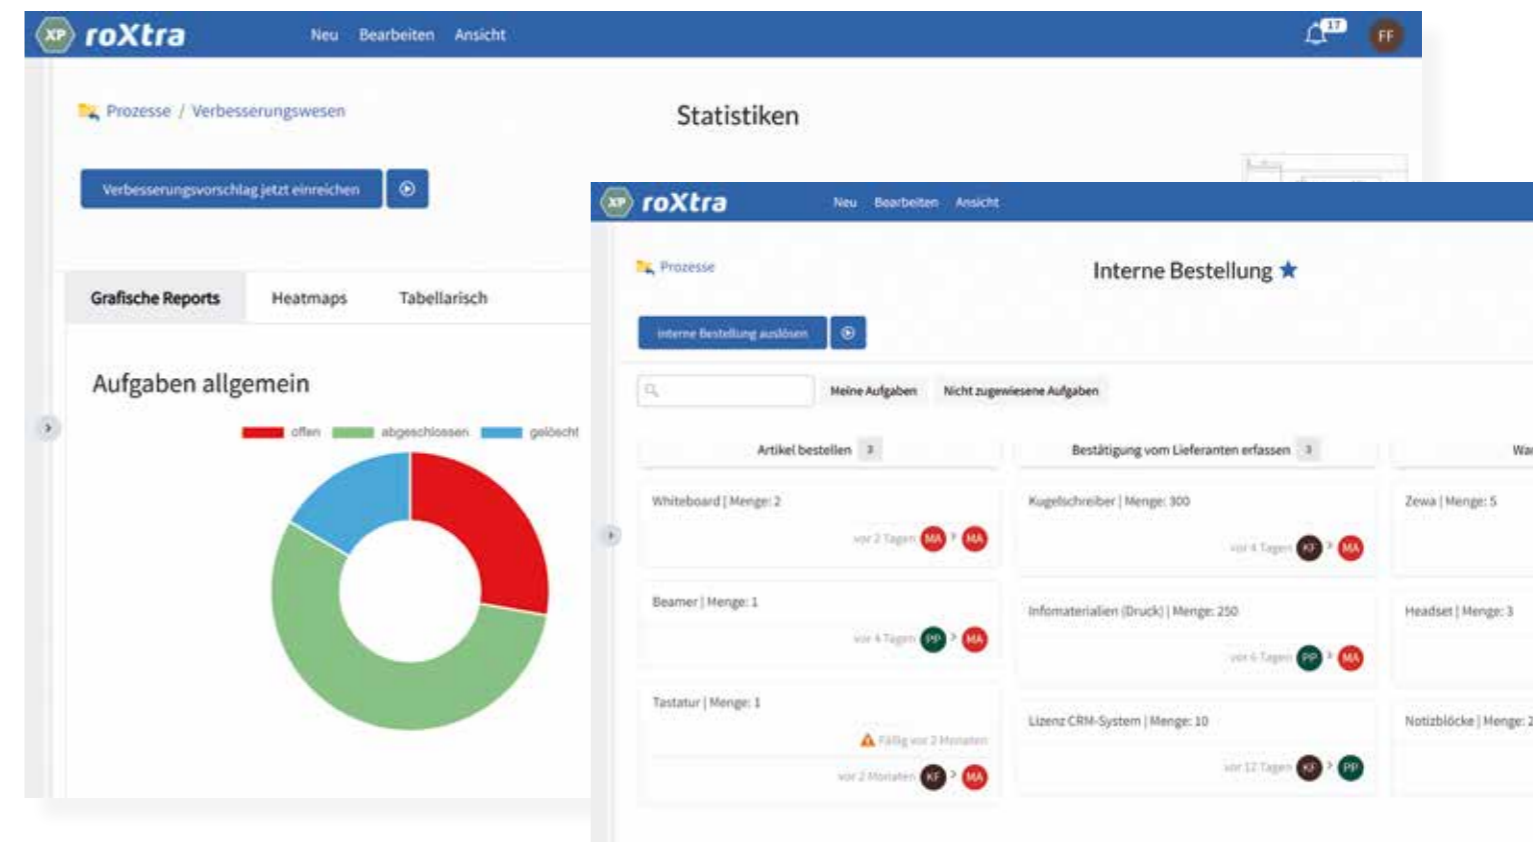 XP roXtra Neu Bearbeiten Ansicht 17 FF
Prozesse / Verbesserungswesen
Statistiken
Verbesserungsvorschlag jetzt einreichen
Grafische Reports Heatmaps Tabellarisch
Aufgaben allgemein
offen abgeschlossen gelöscht
XP roXtra Neu Bearbeiten Ansicht
Prozesse
Interne Bestellung
interne Bestellung auslösen
Meine Aufgaben Nicht zugewiesene Aufgaben
Artikel bestellen 3
Whiteboard | Menge: 2
vor 2 Tagen MA > MA
Beamer | Menge: 1
vor 4 Tagen PP > MA
Tastatur | Menge: 1
Fällig vor 2 Monaten
vor 2 Monaten KF > MA
Bestätigung vom Lieferanten erfassen 3
Kugelschreiber | Menge: 300
vor 4 Tagen KF > MA
Infomaterialien (Druck) | Menge: 250
vor 6 Tagen PP > MA
Lizenz CRM-System | Menge: 10
vor 12 Tagen KF > PP
Zewa | Menge: 5
Headset | Menge: 3
Notizblöcke | Menge: 2